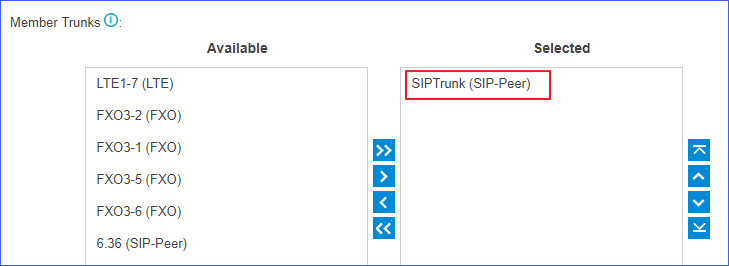 Member Trunks :
Available
Selected
LTE1-7 (LTE)
FXO3-2 (FXO)
FXO3-1 (FXO)
FXO3-5 (FXO)
FXO3-6 (FXO)
6.36 (SIP-Peer)
SIPTrunk (SIP-Peer)